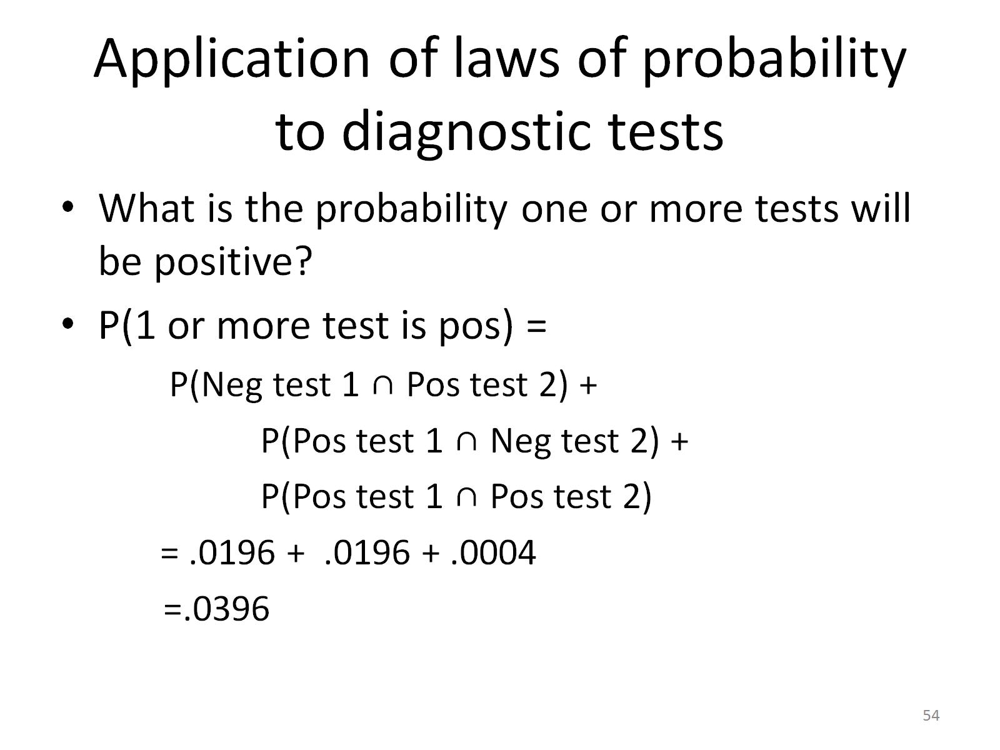 Application of laws of probability
to diagnostic tests
• What is the probability one or more tests will
be positive?
• P(1 or more test is pos) =
P(Neg test 1 ∩ Pos test 2) +
P(Pos test 1 ∩ Neg test 2) +
P(Pos test 1 ∩ Pos test 2)
= .0196 +  .0196 + .0004
=.0396
54